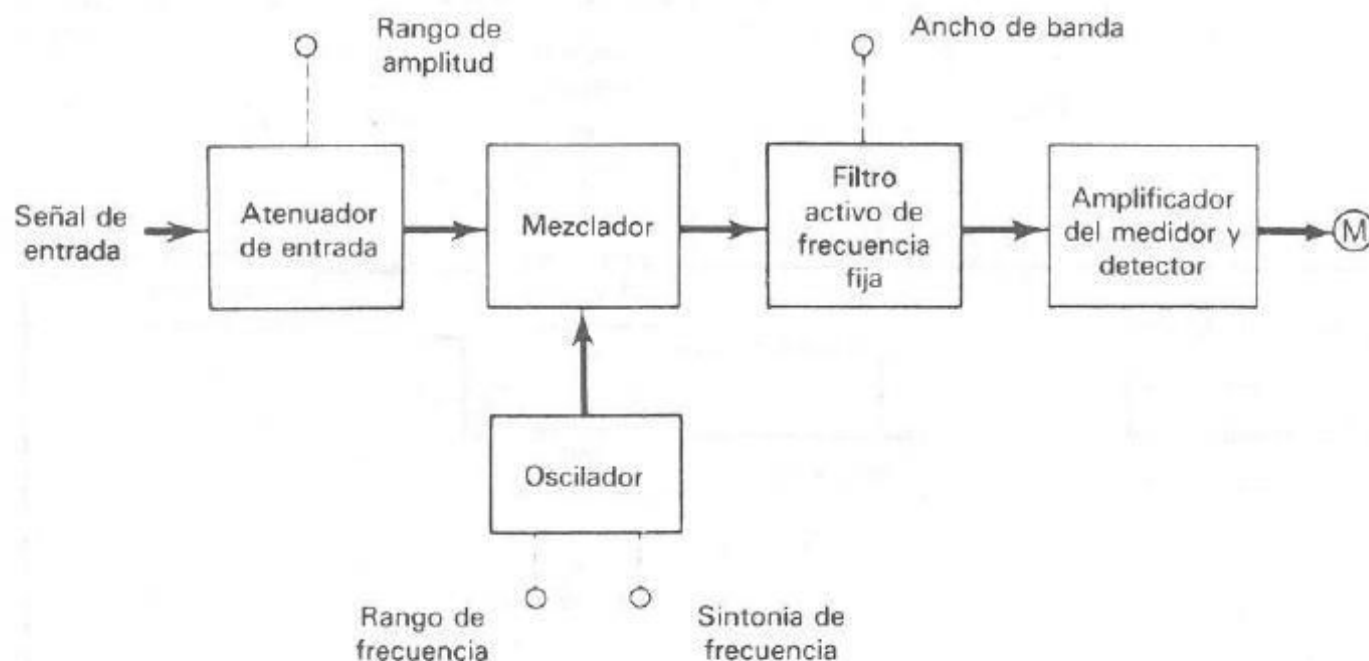 Rango de
amplitud
Ancho de banda
Señal de
entrada
Atenuador
de entrada
Mezclador
Filtro
activo de
frecuencia
fija
Amplificador
del medidor y
detector
M
Oscilador
Rango de
frecuencia
Sintonia de
frecuencia